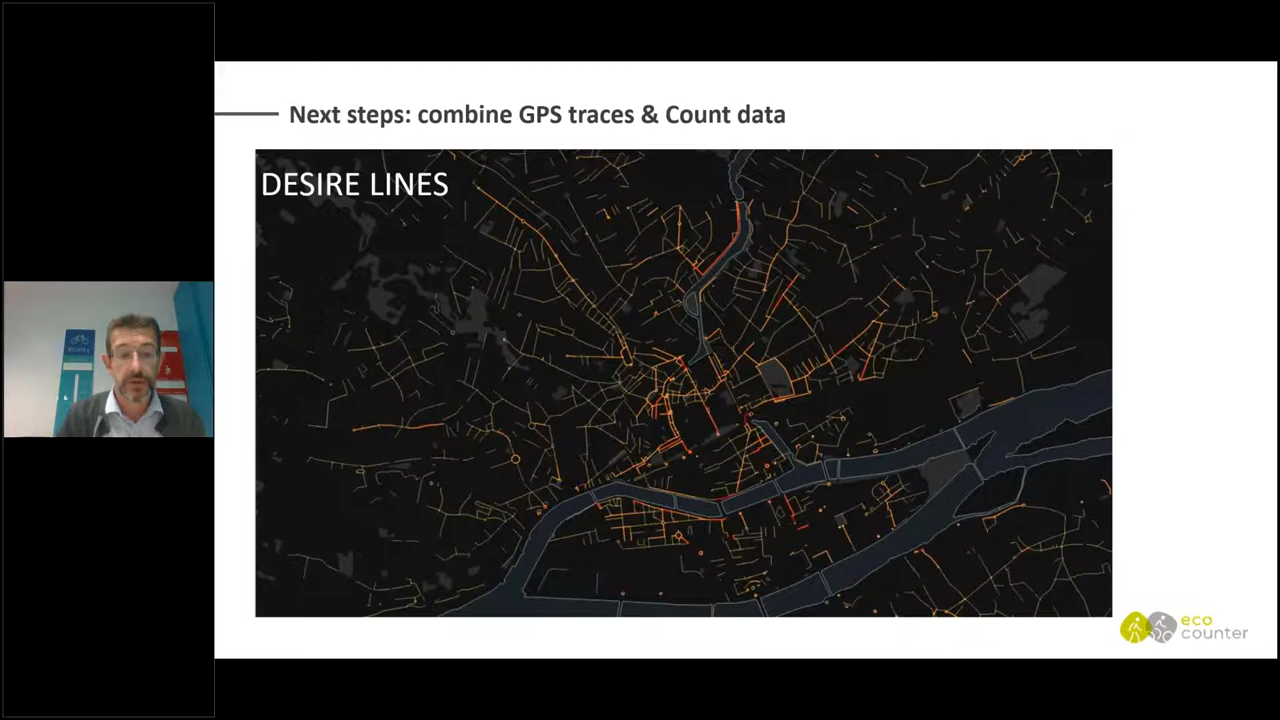 Next steps: combine GPS traces & Count data
DESIRE LINES
eco
counter